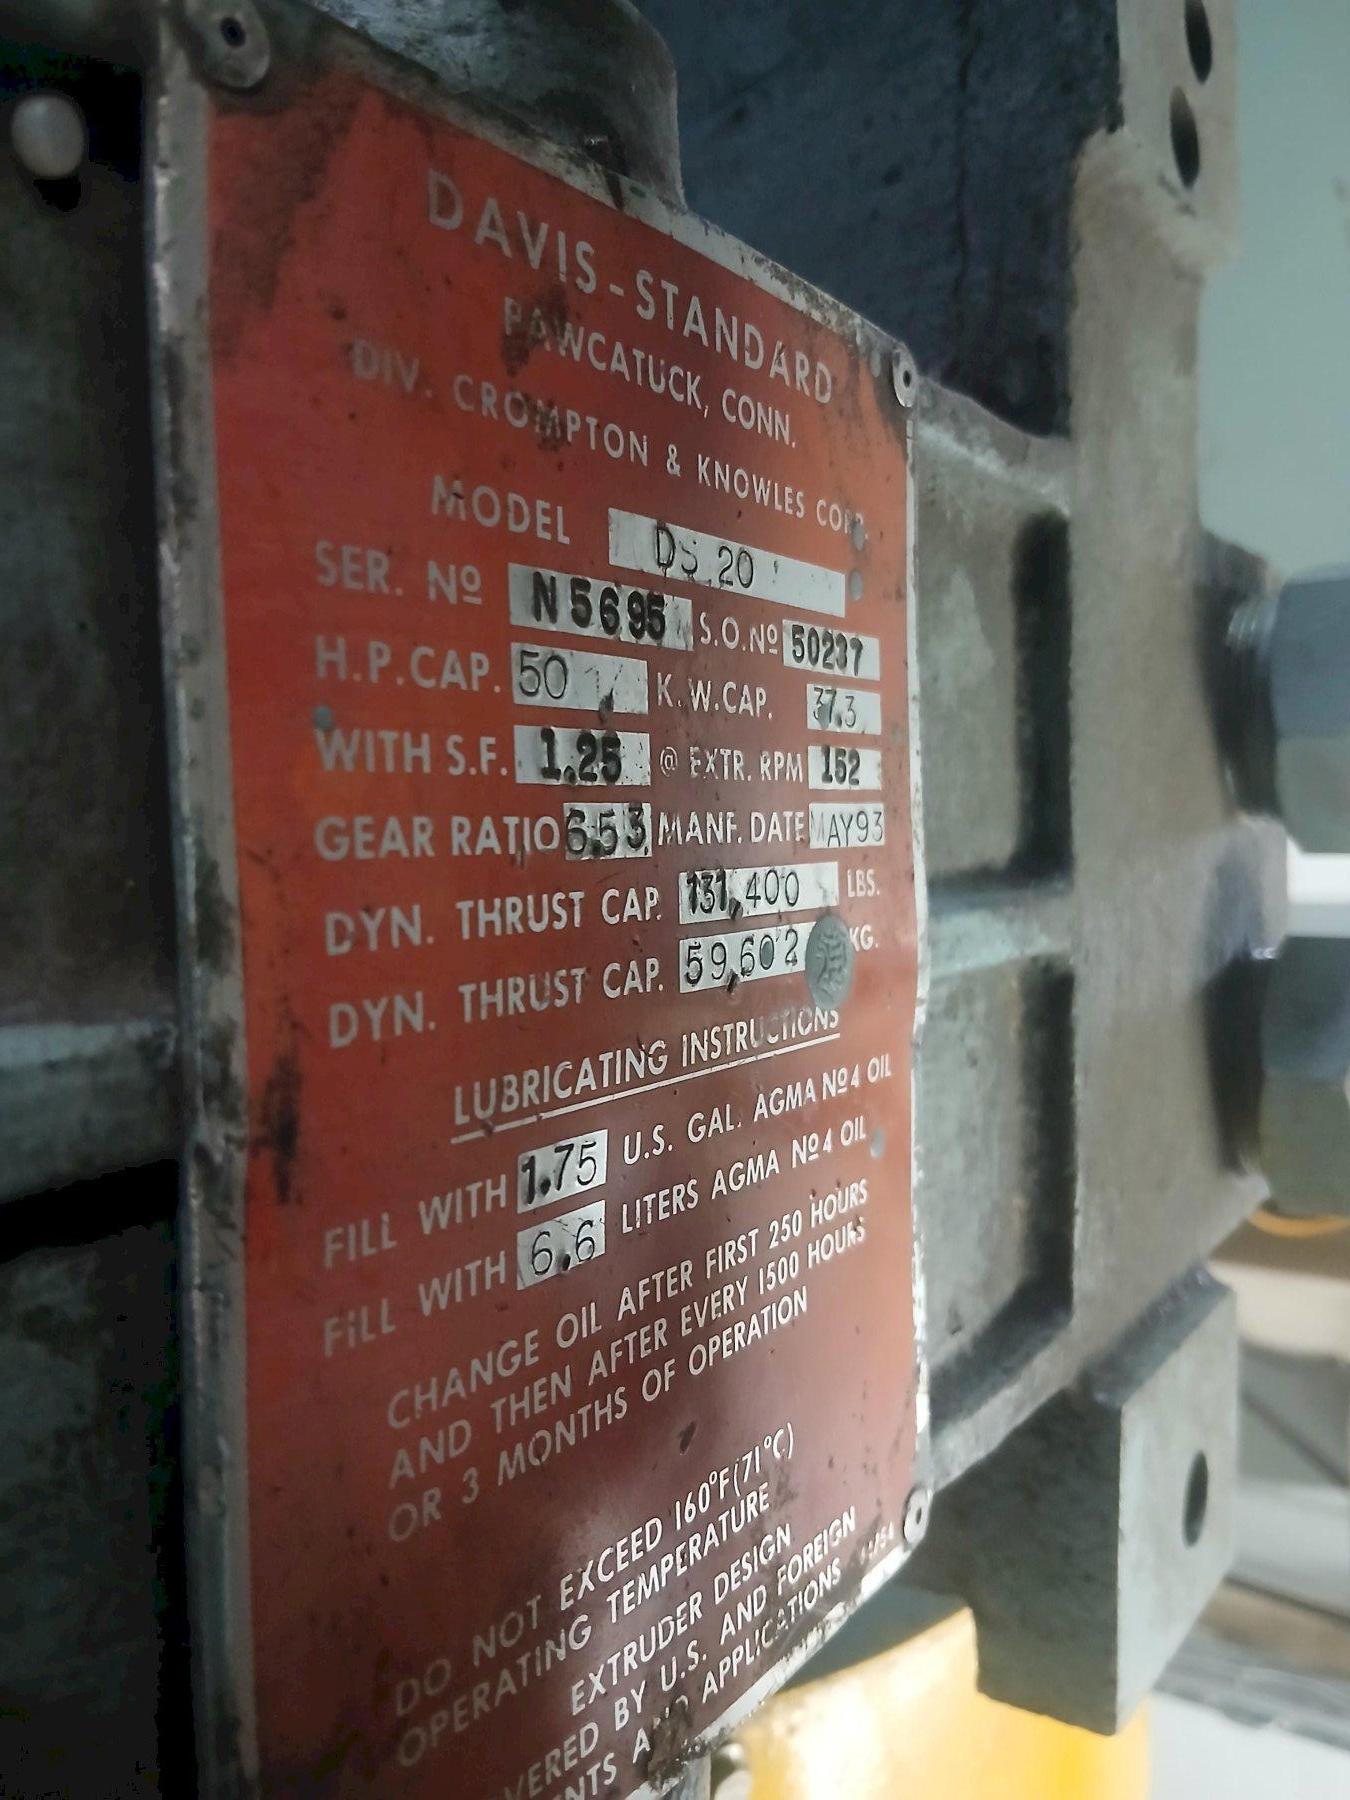 DAVIS-STANDARD
PAWCATUCK, CONN.
DIV. CROMPTON & KNOWLES CORP.
MODEL DS 20
SER. Nº N5695 S.O.Nº 50237
H.P.CAP. 50 K.W.CAP. 37.3
WITH S.F. 1.25 @ EXTR. RPM 152
GEAR RATIO 6.53 MANF. DATE MAY93
DYN. THRUST CAP. 131,400 LBS.
DYN. THRUST CAP. 59,602 KG.
LUBRICATING INSTRUCTIONS
FILL WITH 1.75 U.S. GAL. AGMA Nº4 OIL
FILL WITH 6.6 LITERS AGMA Nº4 OIL
CHANGE OIL AFTER FIRST 250 HOURS
AND THEN AFTER EVERY 1500 HOURS
OR 3 MONTHS OF OPERATION
DO NOT EXCEED 160°F(71°C)
OPERATING TEMPERATURE
EXTRUDER DESIGN
VERED BY U.S. AND FOREIGN
NTS AND APPLICATIONS